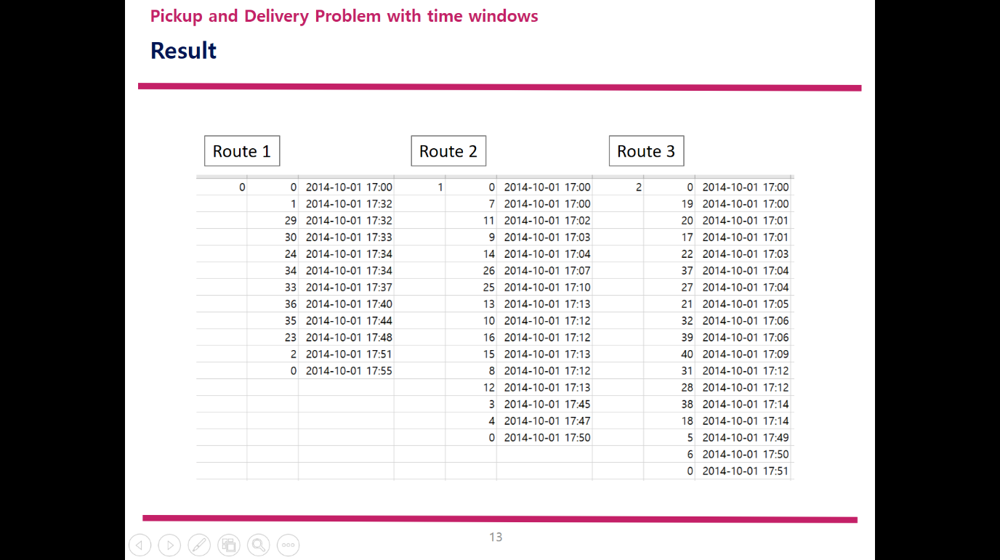 Pickup and Delivery Problem with time windows
Result
Route 1 Route 2 Route 3
0 0 2014-10-01 17:00 1 0 2014-10-01 17:00 2 0 2014-10-01 17:00
1 2014-10-01 17:32 7 2014-10-01 17:00 19 2014-10-01 17:00
29 2014-10-01 17:32 11 2014-10-01 17:02 20 2014-10-01 17:01
30 2014-10-01 17:33 9 2014-10-01 17:03 17 2014-10-01 17:01
24 2014-10-01 17:34 14 2014-10-01 17:04 22 2014-10-01 17:03
34 2014-10-01 17:34 26 2014-10-01 17:07 37 2014-10-01 17:04
33 2014-10-01 17:37 25 2014-10-01 17:10 27 2014-10-01 17:04
36 2014-10-01 17:40 13 2014-10-01 17:13 21 2014-10-01 17:05
35 2014-10-01 17:44 10 2014-10-01 17:12 32 2014-10-01 17:06
23 2014-10-01 17:48 16 2014-10-01 17:12 39 2014-10-01 17:06
2 2014-10-01 17:51 15 2014-10-01 17:13 40 2014-10-01 17:09
0 2014-10-01 17:55 8 2014-10-01 17:12 31 2014-10-01 17:12
12 2014-10-01 17:13 28 2014-10-01 17:12
3 2014-10-01 17:45 38 2014-10-01 17:14
4 2014-10-01 17:47 18 2014-10-01 17:14
0 2014-10-01 17:50 5 2014-10-01 17:49
6 2014-10-01 17:50
0 2014-10-01 17:51
13